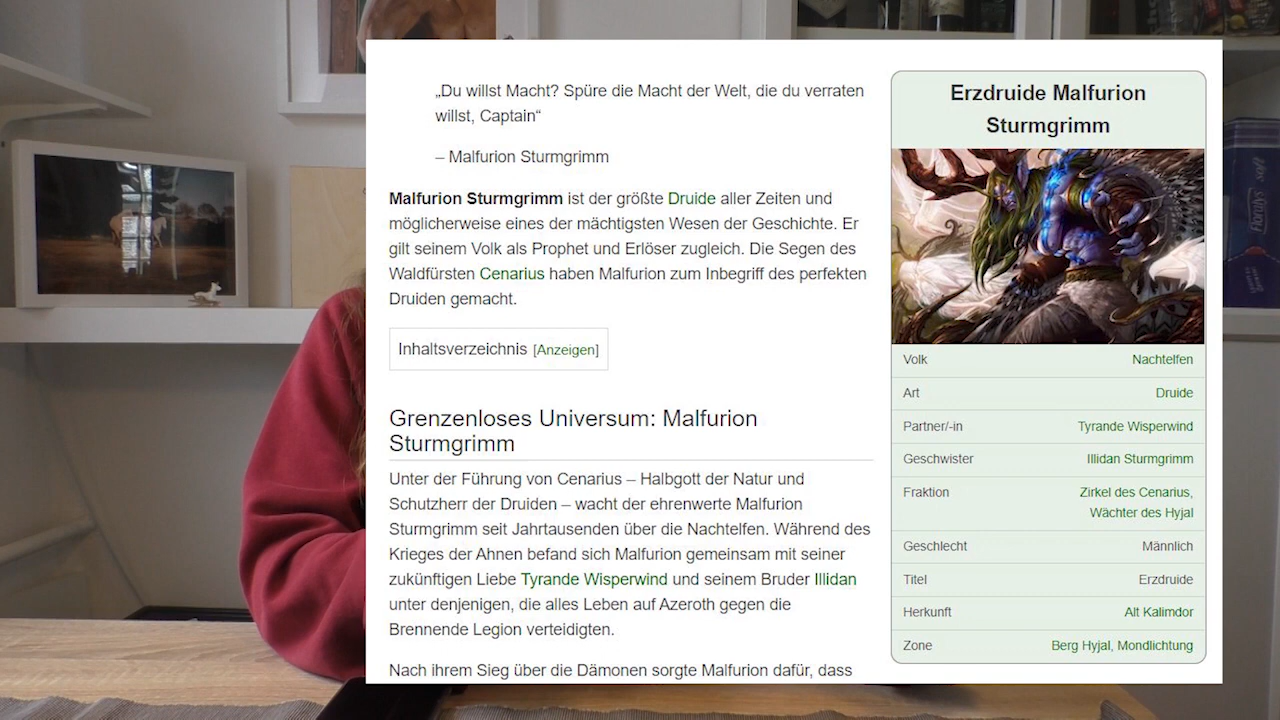 „Du willst Macht? Spüre die Macht der Welt, die du verraten
willst, Captain“
– Malfurion Sturmgrimm
Malfurion Sturmgrimm ist der größte Druide aller Zeiten und
möglicherweise eines der mächtigsten Wesen der Geschichte. Er
gilt seinem Volk als Prophet und Erlöser zugleich. Die Segen des
Waldfürsten Cenarius haben Malfurion zum Inbegriff des perfekten
Druiden gemacht.
Inhaltsverzeichnis [Anzeigen]
Grenzenloses Universum: Malfurion
Sturmgrimm
Unter der Führung von Cenarius – Halbgott der Natur und
Schutzherr der Druiden – wacht der ehrenwerte Malfurion
Sturmgrimm seit Jahrtausenden über die Nachtelfen. Während des
Krieges der Ahnen befand sich Malfurion gemeinsam mit seiner
zukünftigen Liebe Tyrande Wisperwind und seinem Bruder Illidan
unter denjenigen, die alles Leben auf Azeroth gegen die
Brennende Legion verteidigten.
Nach ihrem Sieg über die Dämonen sorgte Malfurion dafür, dass
Erzdruide Malfurion
Sturmgrimm
Volk Nachtelfen
Art Druide
Partner/-in Tyrande Wisperwind
Geschwister Illidan Sturmgrimm
Fraktion Zirkel des Cenarius,
Wächter des Hyjal
Geschlecht Männlich
Titel Erzdruide
Herkunft Alt Kalimdor
Zone Berg Hyjal, Mondlichtung